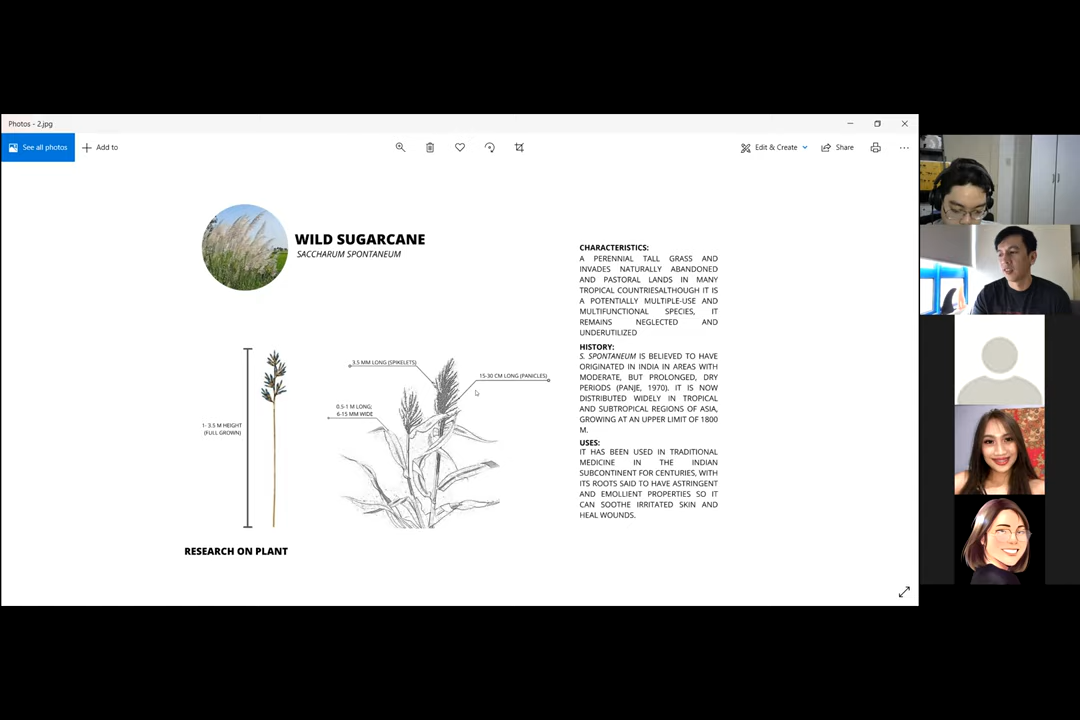 Photos - 2.jpg
See all photos
Add to
Edit & Create
Share
WILD SUGARCANE
SACCHARUM SPONTANEUM
CHARACTERISTICS:
A PERENNIAL TALL GRASS AND
INVADES NATURALLY ABANDONED
AND PASTORAL LANDS IN MANY
TROPICAL COUNTRIESALTHOUGH IT IS
A POTENTIALLY MULTIPLE-USE AND
MULTIFUNCTIONAL SPECIES, IT
REMAINS NEGLECTED AND
UNDERUTILIZED
HISTORY:
S. SPONTANEUM IS BELIEVED TO HAVE
ORIGINATED IN INDIA IN AREAS WITH
MODERATE, BUT PROLONGED, DRY
PERIODS (PANJE, 1970). IT IS NOW
DISTRIBUTED WIDELY IN TROPICAL
AND SUBTROPICAL REGIONS OF ASIA,
GROWING AT AN UPPER LIMIT OF 1800
M.
USES:
IT HAS BEEN USED IN TRADITIONAL
MEDICINE IN THE INDIAN
SUBCONTINENT FOR CENTURIES, WITH
ITS ROOTS SAID TO HAVE ASTRINGENT
AND EMOLLIENT PROPERTIES SO IT
CAN SOOTHE IRRITATED SKIN AND
HEAL WOUNDS.
3.5 MM LONG (SPIKELETS)
15-30 CM LONG (PANICLES)
0.5-1 M LONG;
6-15 MM WIDE
1- 3.5 M HEIGHT
(FULL GROWN)
RESEARCH ON PLANT